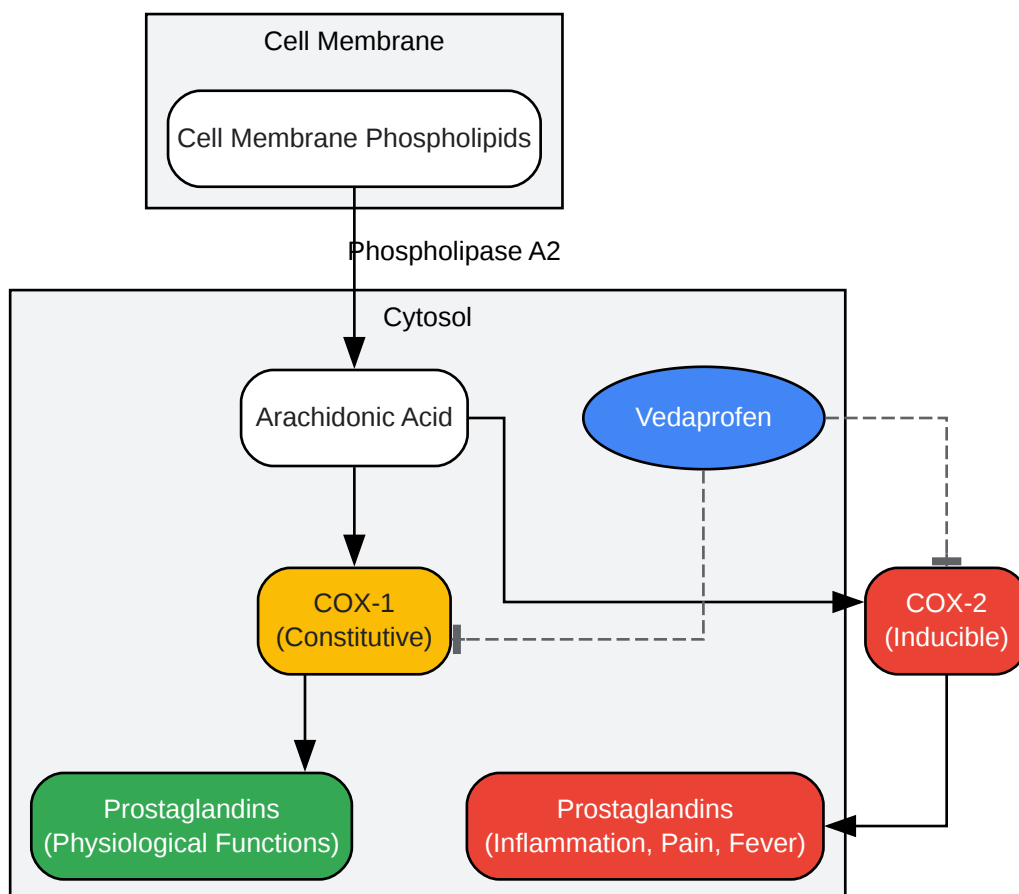 Cell Membrane
Cell Membrane Phospholipids
Phospholipase A2
Cytosol
Arachidonic Acid
Vedaprofen
COX-1
(Constitutive)
COX-2
(Inducible)
Prostaglandins
(Physiological Functions)
Prostaglandins
(Inflammation, Pain, Fever)